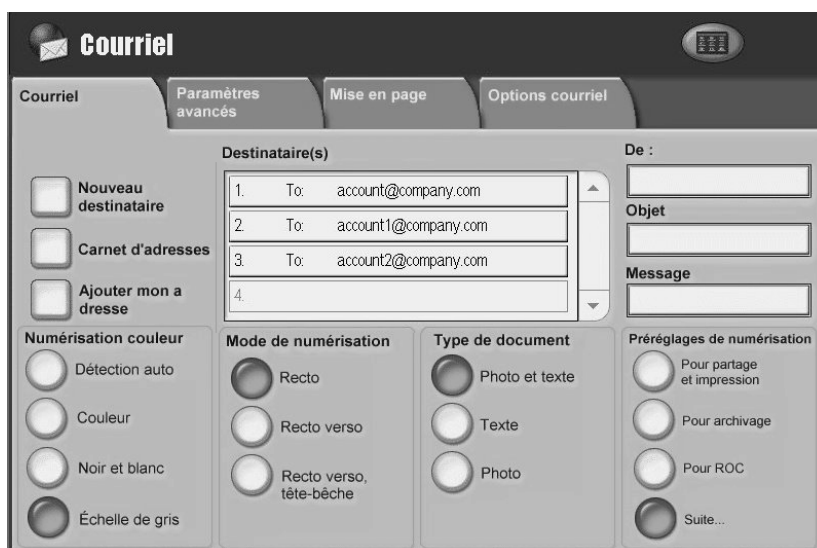 Courriel
Courriel
Paramètres
avancés
Mise en page
Options courriel
Nouveau
destinataire
Carnet d'adresses
Ajouter mon a
dresse
Destinataire(s)
1. To: account@company.com
2. To: account1@company.com
3. To: account2@company.com
4.
De :
Objet
Message
Numérisation couleur
Détection auto
Couleur
Noir et blanc
Échelle de gris
Mode de numérisation
Recto
Recto verso
Recto verso,
tête-bêche
Type de document
Photo et texte
Texte
Photo
Préréglages de numérisation
Pour partage
et impression
Pour archivage
Pour ROC
Suite...